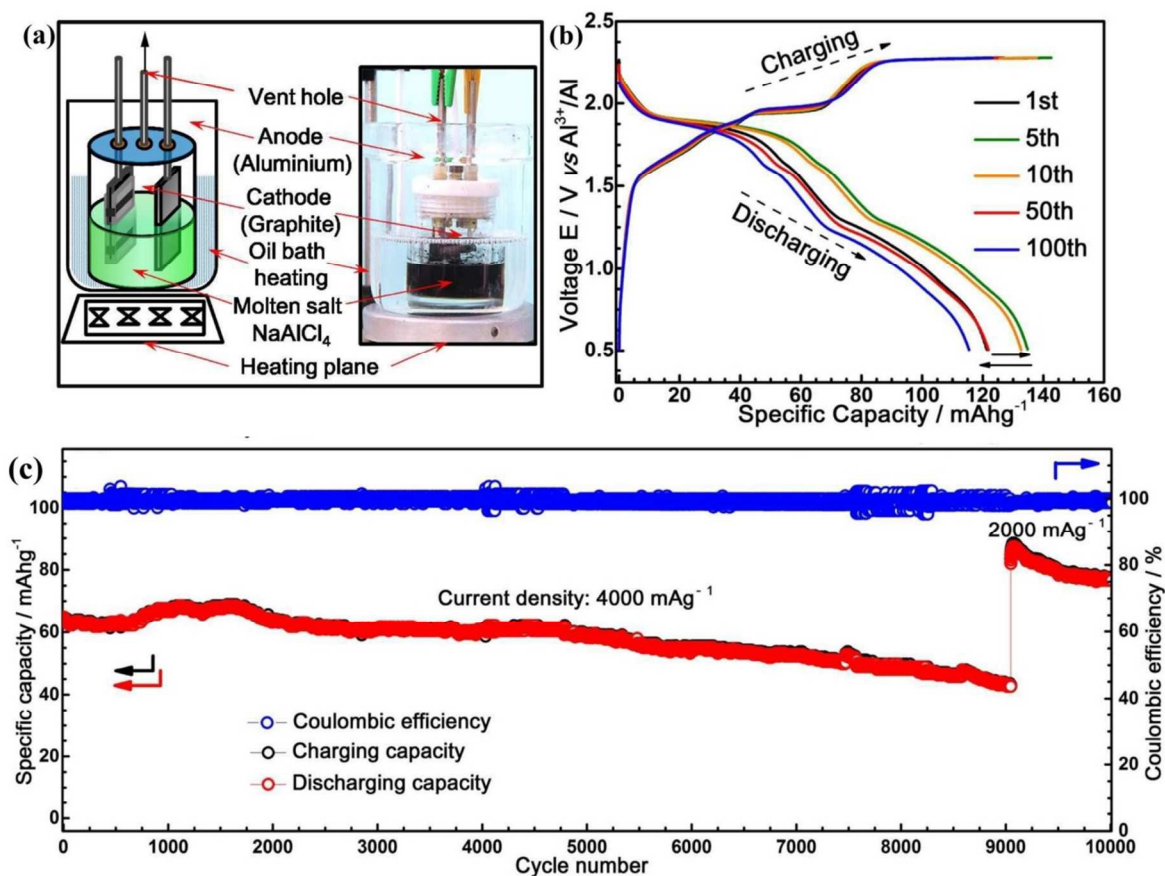 (a)
Vent hole
Anode
(Aluminium)
Cathode
(Graphite)
Oil bath
heating
Molten salt
NaAlCl4
Heating plane
(b)
2.5
2.0
1.5
1.0
0.5
Voltage E / V vs Al3+/Al
Charging
Discharging
1st
5th
10th
50th
100th
0 20 40 60 80 100 120 140 160
Specific Capacity / mAhg-1
(c)
100
80
60
40
20
0
Specific capacity / mAhg-1
Current density: 4000 mAg-1
2000 mAg-1
Coulombic efficiency
Charging capacity
Discharging capacity
100
80
60
40
20
0
Coulombic efficiency / %
0 1000 2000 3000 4000 5000 6000 7000 8000 9000 10000
Cycle number